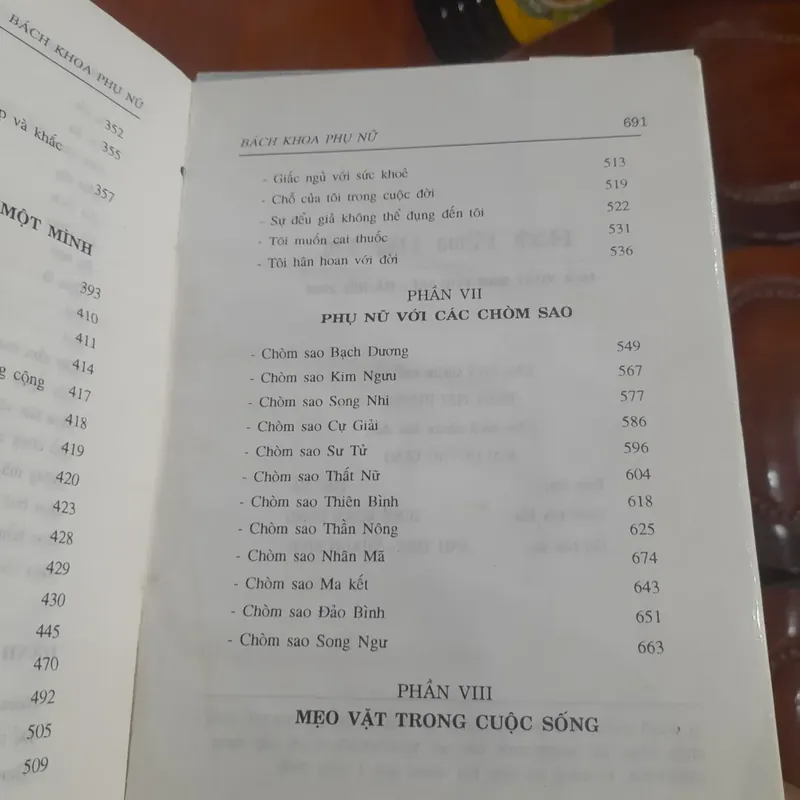 BÁCH KHOA PHỤ NỮ
352
và khắc 355
357
MỘT MÌNH
393
410
411
414
cộng 417
418
419
420
423
428
429
430
445
470
492
505
509
BÁCH KHOA PHỤ NỮ 691
- Giấc ngủ với sức khoẻ 513
- Chỗ của tôi trong cuộc đời 519
- Sự đểu giả không thể dụng đến tôi 522
- Tôi muốn cai thuốc 531
- Tôi hân hoan với đời 536
PHẦN VII
PHỤ NỮ VỚI CÁC CHÒM SAO
- Chòm sao Bạch Dương 549
- Chòm sao Kim Ngưu 567
- Chòm sao Song Nhi 577
- Chòm sao Cự Giải 586
- Chòm sao Sư Tử 596
- Chòm sao Thất Nữ 604
- Chòm sao Thiên Bình 618
- Chòm sao Thần Nông 625
- Chòm sao Nhân Mã 674
- Chòm sao Ma kết 643
- Chòm sao Đảo Bình 651
- Chòm sao Song Ngư 663
PHẦN VIII
MẸO VẶT TRONG CUỘC SỐNG